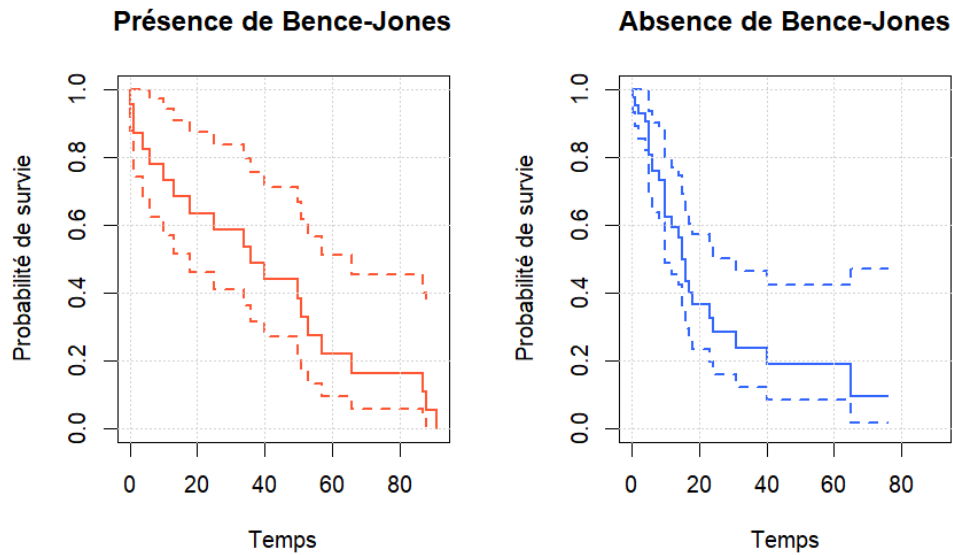 Présence de Bence-Jones
Probabilité de survie
1.0
0.8
0.6
0.4
0.2
0.0
0 20 40 60 80
Temps
Absence de Bence-Jones
Probabilité de survie
1.0
0.8
0.6
0.4
0.2
0.0
0 20 40 60 80
Temps